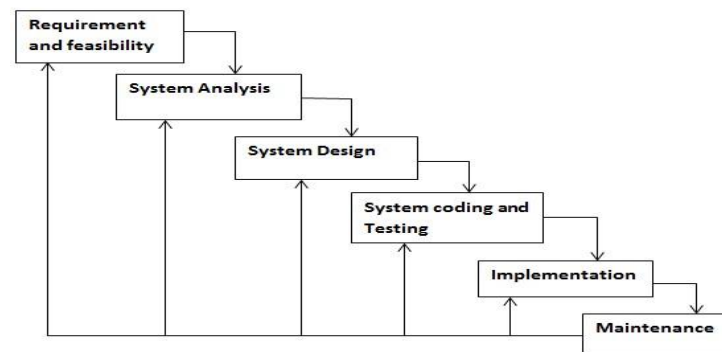 Requirement
and feasibility
System Analysis
System Design
System coding and
Testing
Implementation
Maintenance